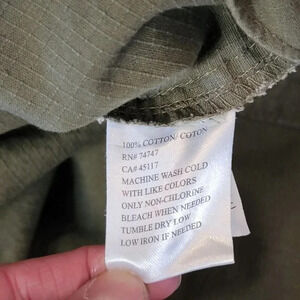 100% COTTON/ COTON
RN# 74747
CA# 45117
MACHINE WASH COLD
WITH LIKE COLORS
ONLY NON-CHLORINE
BLEACH WHEN NEEDED
TUMBLE DRY LOW
LOW IRON IF NEEDED